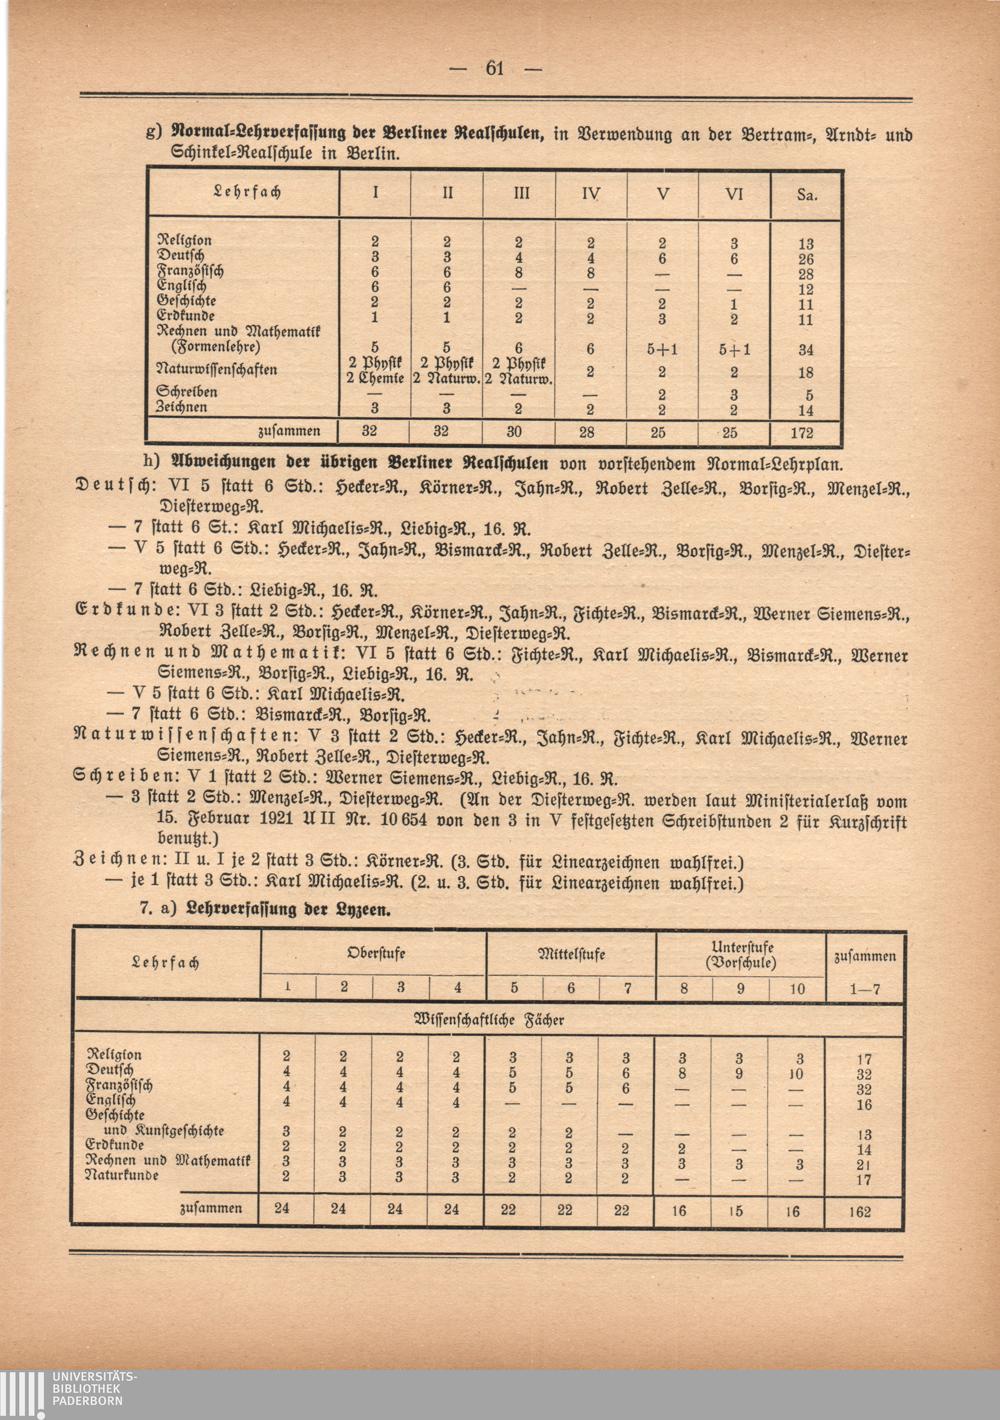 — 61 —
g) Normal-Lehrverfassung der Berliner Realschulen, in Verwendung an der Bertram-, Arndt- und
Schinkel-Realschule in Berlin.
Lehrfach I II III IV V VI Sa.
Religion 2 2 2 2 2 3 13
Deutsch 3 3 4 4 6 6 26
Französisch 6 6 8 8 — — 28
Englisch 6 6 — — — — 12
Geschichte 2 2 2 2 2 1 11
Erdkunde 1 1 2 2 3 2 11
Rechnen und Mathematik
(Formenlehre) 5 5 6 6 5+1 5+1 34
2 Physik 2 Physik 2 Physik
Naturwissenschaften 2 Chemie 2 Naturw. 2 Naturw. 2 2 2 18
Schreiben — — — — 2 3 5
Zeichnen 3 3 2 2 2 2 14
zusammen 32 32 30 28 25 25 172
h) Abweichungen der übrigen Berliner Realschulen von vorstehendem Normal-Lehrplan.
Deutsch: VI 5 statt 6 Std.: Hecker-R., Körner-R., Jahn-R., Robert Zelle-R., Borsig-R., Menzel-R.,
Diesterweg-R.
— 7 statt 6 St.: Karl Michaelis-R., Liebig-R., 16. R.
— V 5 statt 6 Std.: Hecker-R., Jahn-R., Bismarck-R., Robert Zelle-R., Borsig-R., Menzel-R., Diester-
weg-R.
— 7 statt 6 Std.: Liebig-R., 16. R.
Erdkunde: VI 3 statt 2 Std.: Hecker-R., Körner-R., Jahn-R., Fichte-R., Bismarck-R., Werner Siemens-R.,
Robert Zelle-R., Borsig-R., Menzel-R., Diesterweg-R.
Rechnen und Mathematik: VI 5 statt 6 Std.: Fichte-R., Karl Michaelis-R., Bismarck-R., Werner
Siemens-R., Borsig-R., Liebig-R., 16. R.
— V 5 statt 6 Std.: Karl Michaelis-R.
— 7 statt 6 Std.: Bismarck-R., Borsig-R.
Naturwissenschaften: V 3 statt 2 Std.: Hecker-R., Jahn-R., Fichte-R., Karl Michaelis-R., Werner
Siemens-R., Robert Zelle-R., Diesterweg-R.
Schreiben: V 1 statt 2 Std.: Werner Siemens-R., Liebig-R., 16. R.
— 3 statt 2 Std.: Menzel-R., Diesterweg-R. (An der Diesterweg-R. werden laut Ministerialerlaß vom
15. Februar 1921 U II Nr. 10 654 von den 3 in V festgesetzten Schreibstunden 2 für Kurzschrift
benutzt.)
Zeichnen: II u. I je 2 statt 3 Std.: Körner-R. (3. Std. für Linearzeichnen wahlfrei.)
— je 1 statt 3 Std.: Karl Michaelis-R. (2. u. 3. Std. für Linearzeichnen wahlfrei.)
7. a) Lehrverfassung der Lyzeen.
Lehrfach Oberstufe Mittelstufe Unterstufe (Vorschule) zusammen
1 2 3 4 5 6 7 8 9 10 1—7
Wissenschaftliche Fächer
Religion 2 2 2 2 3 3 3 3 3 3 17
Deutsch 4 4 4 4 5 5 6 8 9 10 32
Französisch 4 4 4 4 5 5 6 — — — 32
Englisch 4 4 4 4 — — — — — — 16
Geschichte
und Kunstgeschichte 3 2 2 2 2 2 — — — — 13
Erdkunde 2 2 2 2 2 2 2 2 — — 14
Rechnen und Mathematik 3 3 3 3 3 3 3 3 3 3 21
Naturkunde 2 3 3 3 2 2 2 — — — 17
zusammen 24 24 24 24 22 22 22 16 15 16 162
UNIVERSITÄTS-
BIBLIOTHEK
PADERBORN